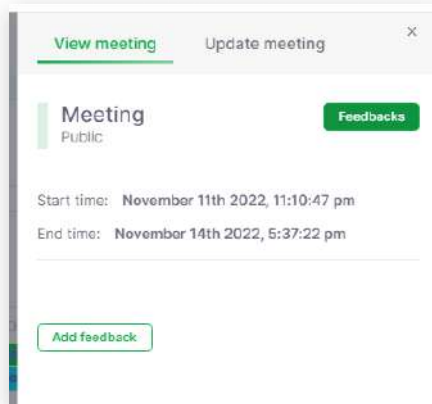 View meeting Update meeting ×
Meeting Feedbacks
Public
Start time: November 11th 2022, 11:10:47 pm
End time: November 14th 2022, 5:37:22 pm
Add feedback